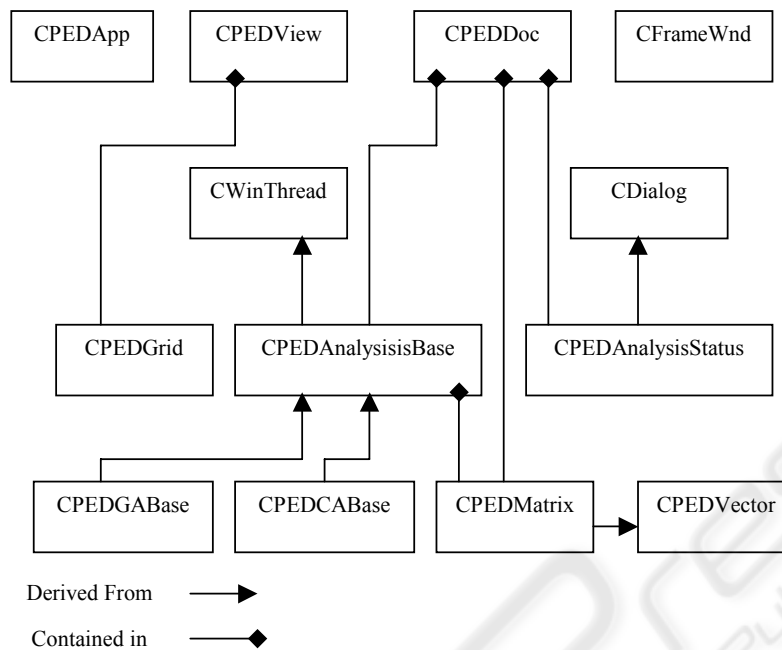 CPEDApp
CPEDView
CPEDDoc
CFrameWnd
CWinThread
CDialog
CPEDGrid
CPEDAnalysisisBase
CPEDAnalysisStatus
CPEDGABase
CPEDCABase
CPEDMatrix
CPEDVector
Derived From
Contained in